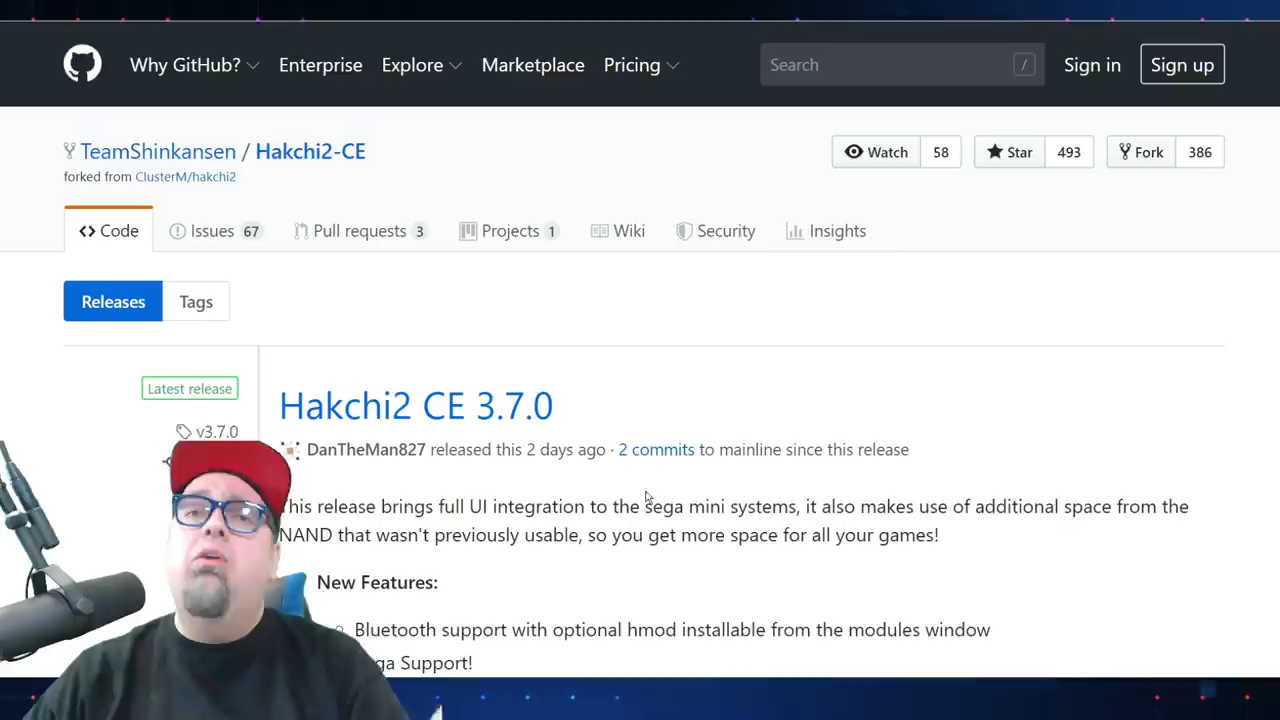 Why GitHub? Enterprise Explore Marketplace Pricing Search / Sign in Sign up
TeamShinkansen / Hakchi2-CE Watch 58 Star 493 Fork 386
forked from ClusterM/hakchi2
Code Issues 67 Pull requests 3 Projects 1 Wiki Security Insights
Releases Tags
Latest release
Hakchi2 CE 3.7.0
v3.7.0
DanTheMan827 released this 2 days ago · 2 commits to mainline since this release
This release brings full UI integration to the sega mini systems, it also makes use of additional space from the
NAND that wasn't previously usable, so you get more space for all your games!
New Features:
Bluetooth support with optional hmod installable from the modules window
Support!